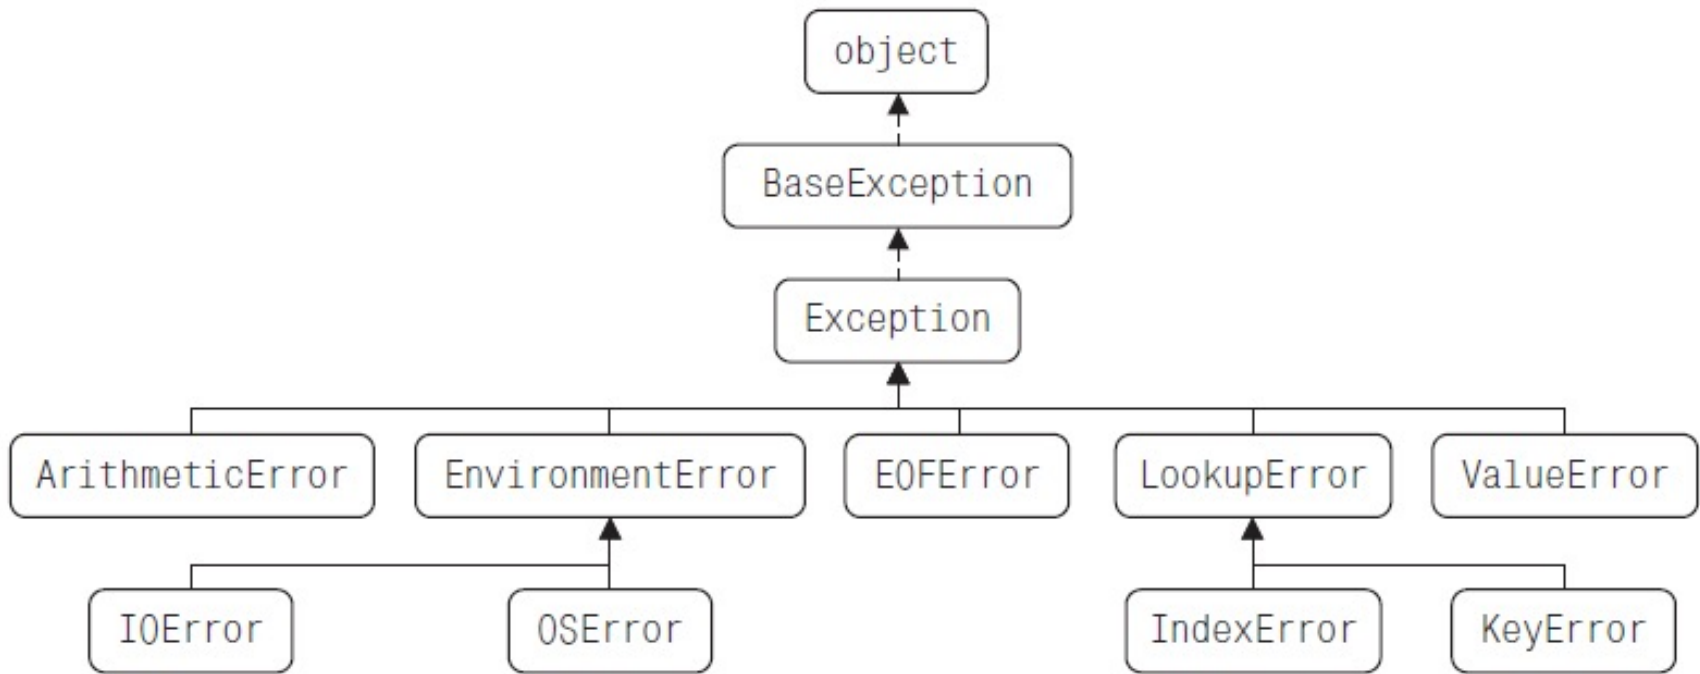 object
BaseException
Exception
ArithmeticError EnvironmentError EOFError LookupError ValueError
IOError OSError IndexError KeyError